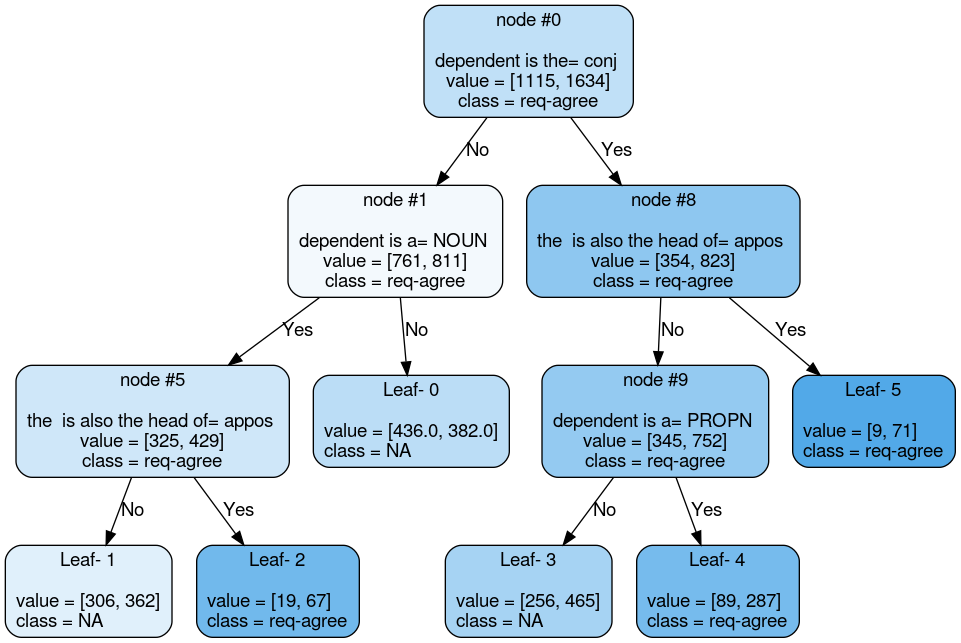 node #0
dependent is the= conj
value = [1115, 1634]
class = req-agree
No
Yes
node #1
dependent is a= NOUN
value = [761, 811]
class = req-agree
node #8
the  is also the head of= appos
value = [354, 823]
class = req-agree
Yes
No
No
Yes
node #5
the  is also the head of= appos
value = [325, 429]
class = req-agree
Leaf- 0
value = [436.0, 382.0]
class = NA
node #9
dependent is a= PROPN
value = [345, 752]
class = req-agree
Leaf- 5
value = [9, 71]
class = req-agree
No
Yes
No
Yes
Leaf- 1
value = [306, 362]
class = NA
Leaf- 2
value = [19, 67]
class = req-agree
Leaf- 3
value = [256, 465]
class = NA
Leaf- 4
value = [89, 287]
class = req-agree